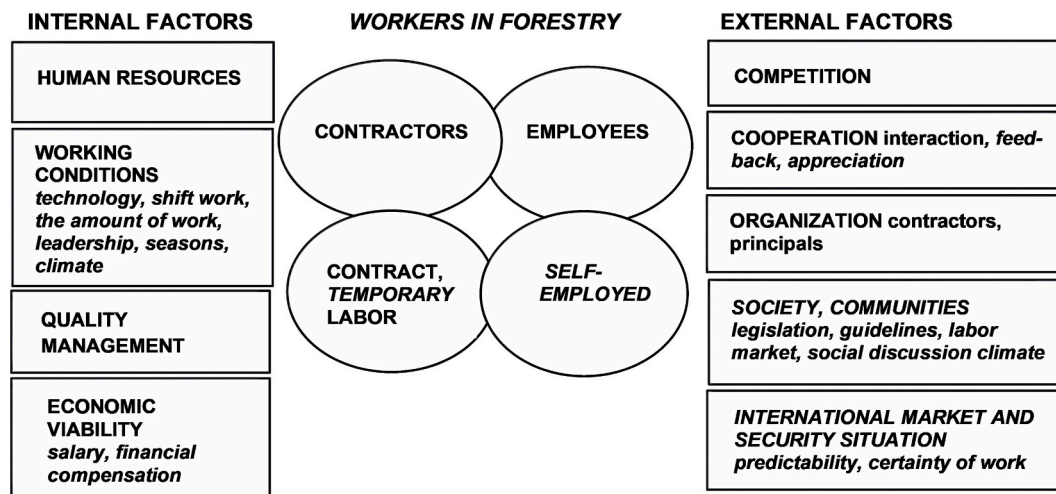 INTERNAL FACTORS
HUMAN RESOURCES
WORKING
CONDITIONS
technology, shift work,
the amount of work,
leadership, seasons,
climate
QUALITY
MANAGEMENT
ECONOMIC
VIABILITY
salary, financial
compensation
WORKERS IN FORESTRY
CONTRACTORS
EMPLOYEES
CONTRACT,
TEMPORARY
LABOR
SELF-
EMPLOYED
EXTERNAL FACTORS
COMPETITION
COOPERATION interaction, feed-
back, appreciation
ORGANIZATION contractors,
principals
SOCIETY, COMMUNITIES
legislation, guidelines, labor
market, social discussion climate
INTERNATIONAL MARKET AND
SECURITY SITUATION
predictability, certainty of work